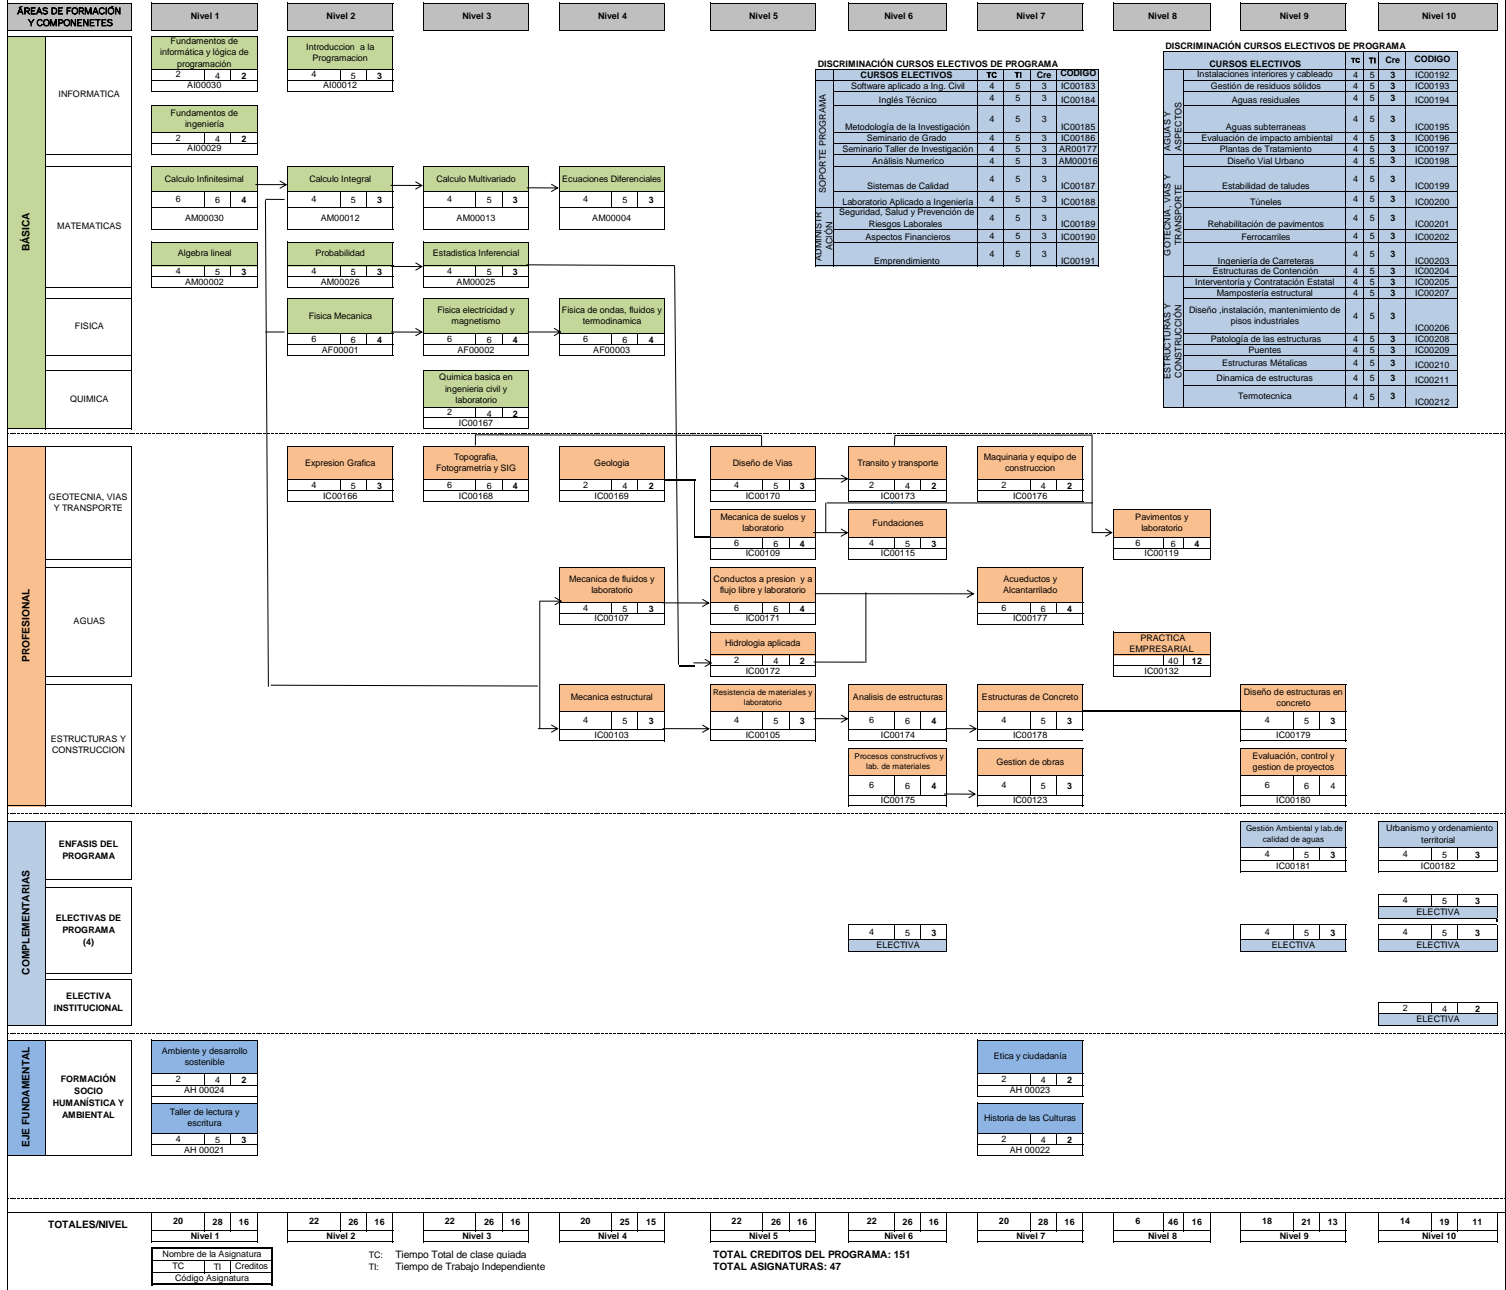 ÁREAS DE FORMACIÓN
Y COMPONENETES
Nivel 1
Nivel 2
Nivel 3
Nivel 4
Nivel 5
Nivel 6
Nivel 7
Nivel 8
Nivel 9
Nivel 10
BÁSICA
INFORMATICA
Fundamentos de
informática y lógica de
programación
2 4 2
AI00030
Introduccion a la
Programacion
4 5 3
AI00012
Fundamentos de
ingeniería
2 4 2
AI00029
MATEMATICAS
Calculo Infinitesimal
6 6 4
AM00030
Calculo Integral
4 5 3
AM00012
Calculo Multivariado
4 5 3
AM00013
Ecuaciones Diferenciales
4 5 3
AM00004
Algebra lineal
4 5 3
AM00002
Probabilidad
4 5 3
AM00026
Estadistica Inferencial
4 5 3
AM00025
FISICA
Fisica Mecanica
6 6 4
AF00001
Fisica electricidad y
magnetismo
6 6 4
AF00002
Fisica de ondas, fluidos y
termodinamica
6 6 4
AF00003
QUIMICA
Quimica basica en
ingenieria civil y
laboratorio
2 4 2
IC00167
DISCRIMINACIÓN CURSOS ELECTIVOS DE PROGRAMA
CURSOS ELECTIVOS TC TI Cre CODIGO
SOPORTE PROGRAMA
Software aplicado a Ing. Civil 4 5 3 IC00183
Inglés Técnico 4 5 3 IC00184
Metodología de la Investigación 4 5 3 IC00185
Seminario de Grado 4 5 3 IC00186
Seminario Taller de Investigación 4 5 3 AR00177
Análisis Numerico 4 5 3 AM00016
Sistemas de Calidad 4 5 3 IC00187
Laboratorio Aplicado a Ingeniería 4 5 3 IC00188
ADMINISTR
ACIÓN
Seguridad, Salud y Prevención de
Riesgos Laborales 4 5 3 IC00189
Aspectos Financieros 4 5 3 IC00190
Emprendimiento 4 5 3 IC00191
DISCRIMINACIÓN CURSOS ELECTIVOS DE PROGRAMA
CURSOS ELECTIVOS TC TI Cre CODIGO
AGUAS Y
ASPECTOS
Instalaciones interiores y cableado 4 5 3 IC00192
Gestión de residuos sólidos 4 5 3 IC00193
Aguas residuales 4 5 3 IC00194
Aguas subterraneas 4 5 3 IC00195
Evaluación de impacto ambiental 4 5 3 IC00196
Plantas de Tratamiento 4 5 3 IC00197
GOTECNIA, VIAS Y
TRANSPORTE
Diseño Vial Urbano 4 5 3 IC00198
Estabilidad de taludes 4 5 3 IC00199
Túneles 4 5 3 IC00200
Rehabilitación de pavimentos 4 5 3 IC00201
Ferrocarriles 4 5 3 IC00202
Ingeniería de Carreteras 4 5 3 IC00203
Estructuras de Contención 4 5 3 IC00204
ESTRUCTURAS Y
CONSTRUCCIÓN
Interventoría y Contratación Estatal 4 5 3 IC00205
Mampostería estructural 4 5 3 IC00207
Diseño ,instalación, mantenimiento de
pisos industriales 4 5 3 IC00206
Patología de las estructuras 4 5 3 IC00208
Puentes 4 5 3 IC00209
Estructuras Métalicas 4 5 3 IC00210
Dinamica de estructuras 4 5 3 IC00211
Termotecnica 4 5 3 IC00212
PROFESIONAL
GEOTECNIA, VIAS
Y TRANSPORTE
Expresion Grafica
4 5 3
IC00166
Topografia,
Fotogrametria y SIG
6 6 4
IC00168
Geologia
2 4 2
IC00169
Diseño de Vias
4 5 3
IC00170
Transito y transporte
2 4 2
IC00173
Maquinaria y equipo de
construccion
2 4 2
IC00176
Mecanica de suelos y
laboratorio
6 6 4
IC00109
Fundaciones
4 5 3
IC00115
Pavimentos y
laboratorio
6 6 4
IC00119
AGUAS
Mecanica de fluidos y
laboratorio
4 5 3
IC00107
Conductos a presion y a
flujo libre y laboratorio
6 6 4
IC00171
Acueductos y
Alcantarrilado
6 6 4
IC00177
Hidrologia aplicada
2 4 2
IC00172
PRACTICA
EMPRESARIAL
40 12
IC00132
ESTRUCTURAS Y
CONSTRUCCION
Mecanica estructural
4 5 3
IC00103
Resistencia de materiales y
laboratorio
4 5 3
IC00105
Analisis de estructuras
6 6 4
IC00174
Estructuras de Concreto
4 5 3
IC00178
Diseño de estructuras en
concreto
4 5 3
IC00179
Procesos constructivos y
lab. de materiales
6 6 4
IC00175
Gestion de obras
4 5 3
IC00123
Evaluación, control y
gestion de proyectos
6 6 4
IC00180
COMPLEMENTARIAS
ENFASIS DEL
PROGRAMA
Gestión Ambiental y lab.de
calidad de aguas
4 5 3
IC00181
Urbanismo y ordenamiento
territorial
4 5 3
IC00182
ELECTIVAS DE
PROGRAMA
(4)
4 5 3
ELECTIVA
4 5 3
ELECTIVA
4 5 3
ELECTIVA
4 5 3
ELECTIVA
ELECTIVA
INSTITUCIONAL
2 4 2
ELECTIVA
EJE FUNDAMENTAL
FORMACIÓN
SOCIO
HUMANÍSTICA Y
AMBIENTAL
Ambiente y desarrollo
sostenible
2 4 2
AH 00024
Etica y ciudadanía
2 4 2
AH 00023
Taller de lectura y
escritura
4 5 3
AH 00021
Historia de las Culturas
2 4 2
AH 00022
TOTALES/NIVEL
20 28 16
Nivel 1
22 26 16
Nivel 2
22 26 16
Nivel 3
20 25 15
Nivel 4
22 26 16
Nivel 5
22 26 16
Nivel 6
20 28 16
Nivel 7
6 46 16
Nivel 8
18 21 13
Nivel 9
14 19 11
Nivel 10
Nombre de la Asignatura
TC TI Creditos
Código Asignatura
TC: Tiempo Total de clase guiada
TI: Tiempo de Trabajo Independiente
TOTAL CREDITOS DEL PROGRAMA: 151
TOTAL ASIGNATURAS: 47